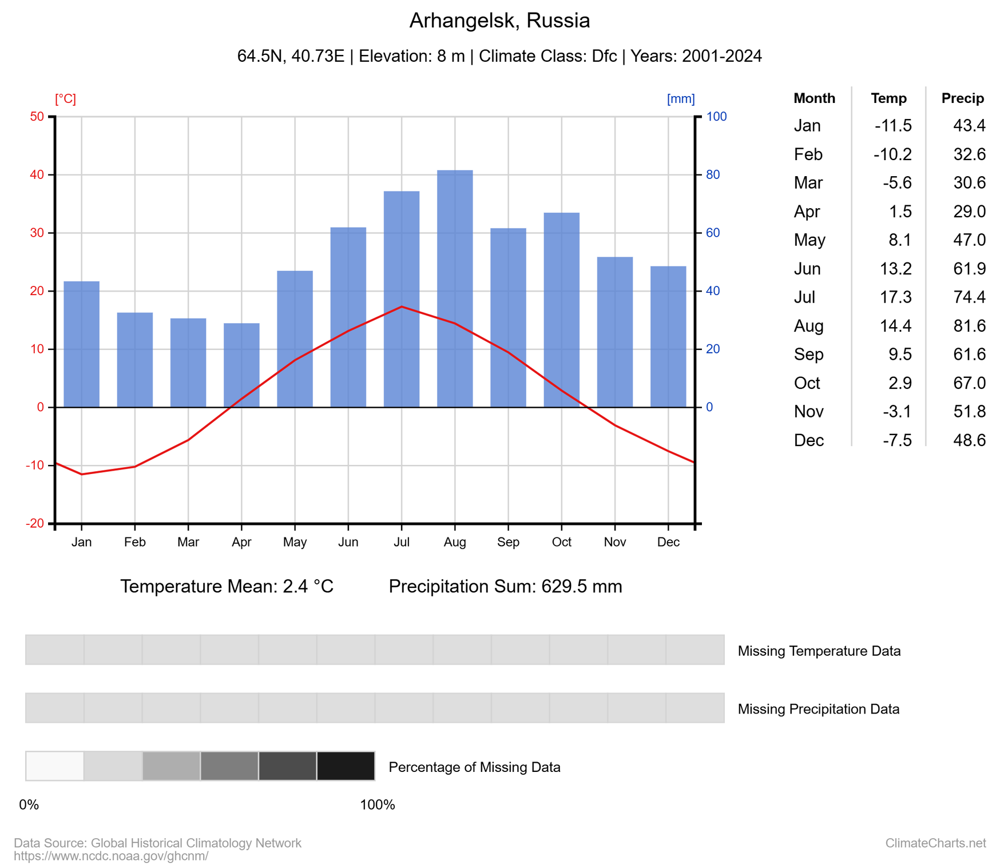 Arhangelsk, Russia
64.5N, 40.73E | Elevation: 8 m | Climate Class: Dfc | Years: 2001-2024
[°C]
[mm]
50
40
30
20
10
0
-10
-20
100
80
60
40
20
0
Jan Feb Mar Apr May Jun Jul Aug Sep Oct Nov Dec
Month Temp Precip
Jan -11.5 43.4
Feb -10.2 32.6
Mar -5.6 30.6
Apr 1.5 29.0
May 8.1 47.0
Jun 13.2 61.9
Jul 17.3 74.4
Aug 14.4 81.6
Sep 9.5 61.6
Oct 2.9 67.0
Nov -3.1 51.8
Dec -7.5 48.6
Temperature Mean: 2.4 °C Precipitation Sum: 629.5 mm
Missing Temperature Data
Missing Precipitation Data
Percentage of Missing Data
0% 100%
Data Source: Global Historical Climatology Network
https://www.ncdc.noaa.gov/ghcnm/
ClimateCharts.net